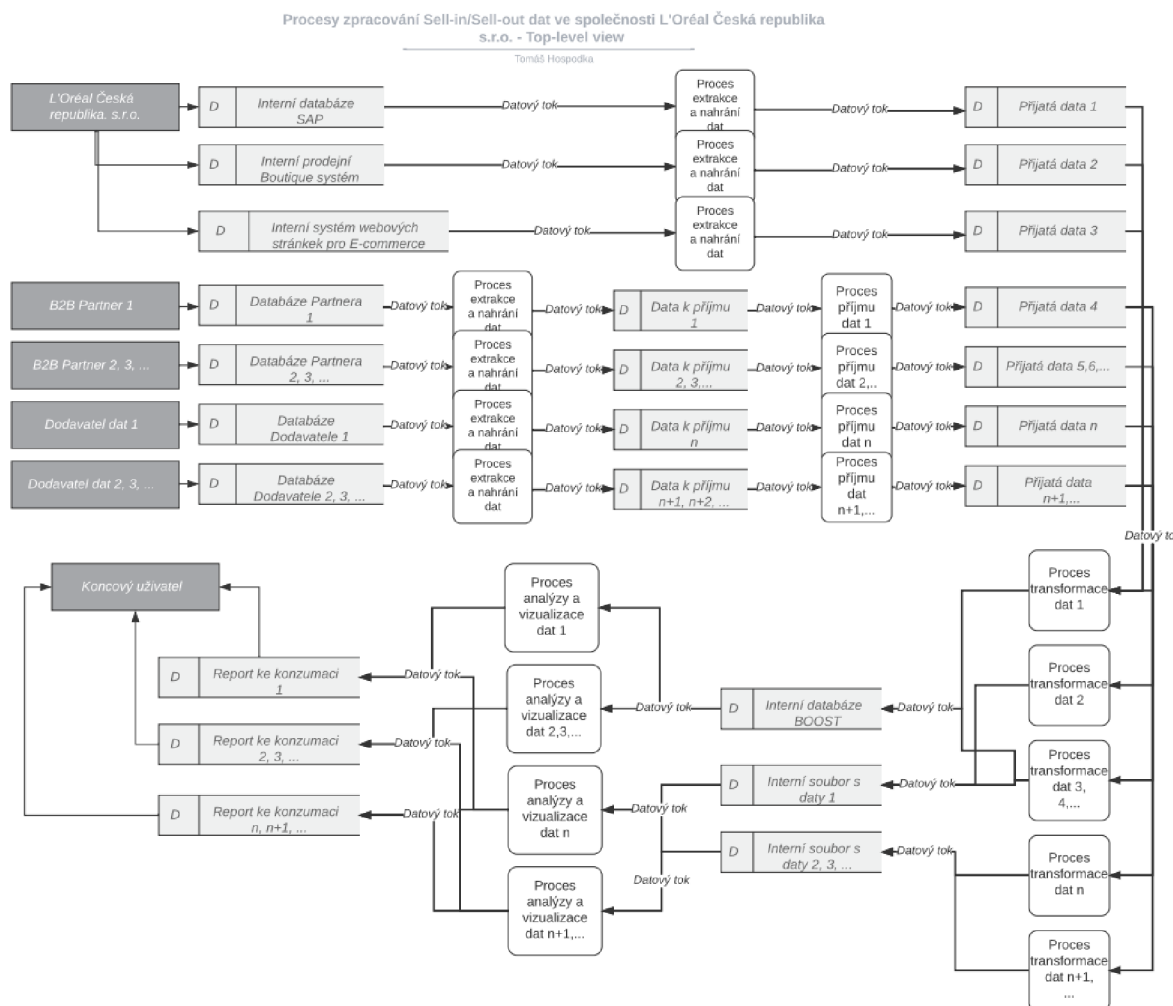 Procesy zpracování Sell-in/Sell-out dat ve společnosti L'Oréal Česká republika
s.r.o. - Top-level view
Tomáš Hospodka
L'Oréal Česká
republika. s.r.o.
D
Interní databáze
SAP
Datový tok
Proces
extrakce
a nahrání
dat
Datový tok
D
Přijatá data 1
D
Interní prodejní
Boutique systém
Datový tok
Proces
extrakce
a nahrání
dat
Datový tok
D
Přijatá data 2
D
Interní systém webových
stránkek pro E-commerce
Datový tok
Proces
extrakce
a nahrání
dat
Datový tok
D
Přijatá data 3
B2B Partner 1
D
Databáze Partnera
1
Datový tok
Proces
extrakce
a nahrání
dat
Datový tok
D
Data k příjmu
1
Datový tok
Proces
příjmu
dat 1
Datový tok
D
Přijatá data 4
B2B Partner 2, 3, ...
D
Databáze Partnera
2, 3, ...
Datový tok
Proces
extrakce
a nahrání
dat
Datový tok
D
Data k příjmu
2, 3,...
Datový tok
Proces
příjmu
dat 2,..
Datový tok
D
Přijatá data 5,6,...
Dodavatel dat 1
D
Databáze
Dodavatele 1
Datový tok
Proces
extrakce
a nahrání
dat
Datový tok
D
Data k příjmu
n
Datový tok
Proces
příjmu
dat n
Datový tok
D
Přijatá data n
Dodavatel dat 2, 3, ...
D
Databáze
Dodavatele 2, 3, ...
Datový tok
Proces
extrakce
a nahrání
dat
Datový tok
D
Data k příjmu
n+1, n+2, ...
Datový tok
Proces
příjmu
dat
n+1,...
Datový tok
D
Přijatá data
n+1,...
Datový to
Koncový uživatel
Proces
analýzy a
vizualizace
dat 1
Proces
transformace
dat 1
D
Report ke konzumaci
1
Datový tok
Proces
analýzy a
vizualizace
dat 2,3,...
Datový tok
D
Interní databáze
BOOST
Datový tok
Proces
transformace
dat 2
D
Report ke konzumaci
2, 3, ...
Datový tok
Proces
analýzy a
vizualizace
dat n
Datový tok
D
Interní soubor s
daty 1
Datový tok
Proces
transformace
dat 3,
4,...
D
Report ke konzumaci
n, n+1, ...
Datový tok
D
Interní soubor s
daty 2, 3, ...
Datový tok
Proces
transformace
dat n
Proces
analýzy a
vizualizace
dat n+1,...
Datový tok
Proces
transformace
dat n+1,
...